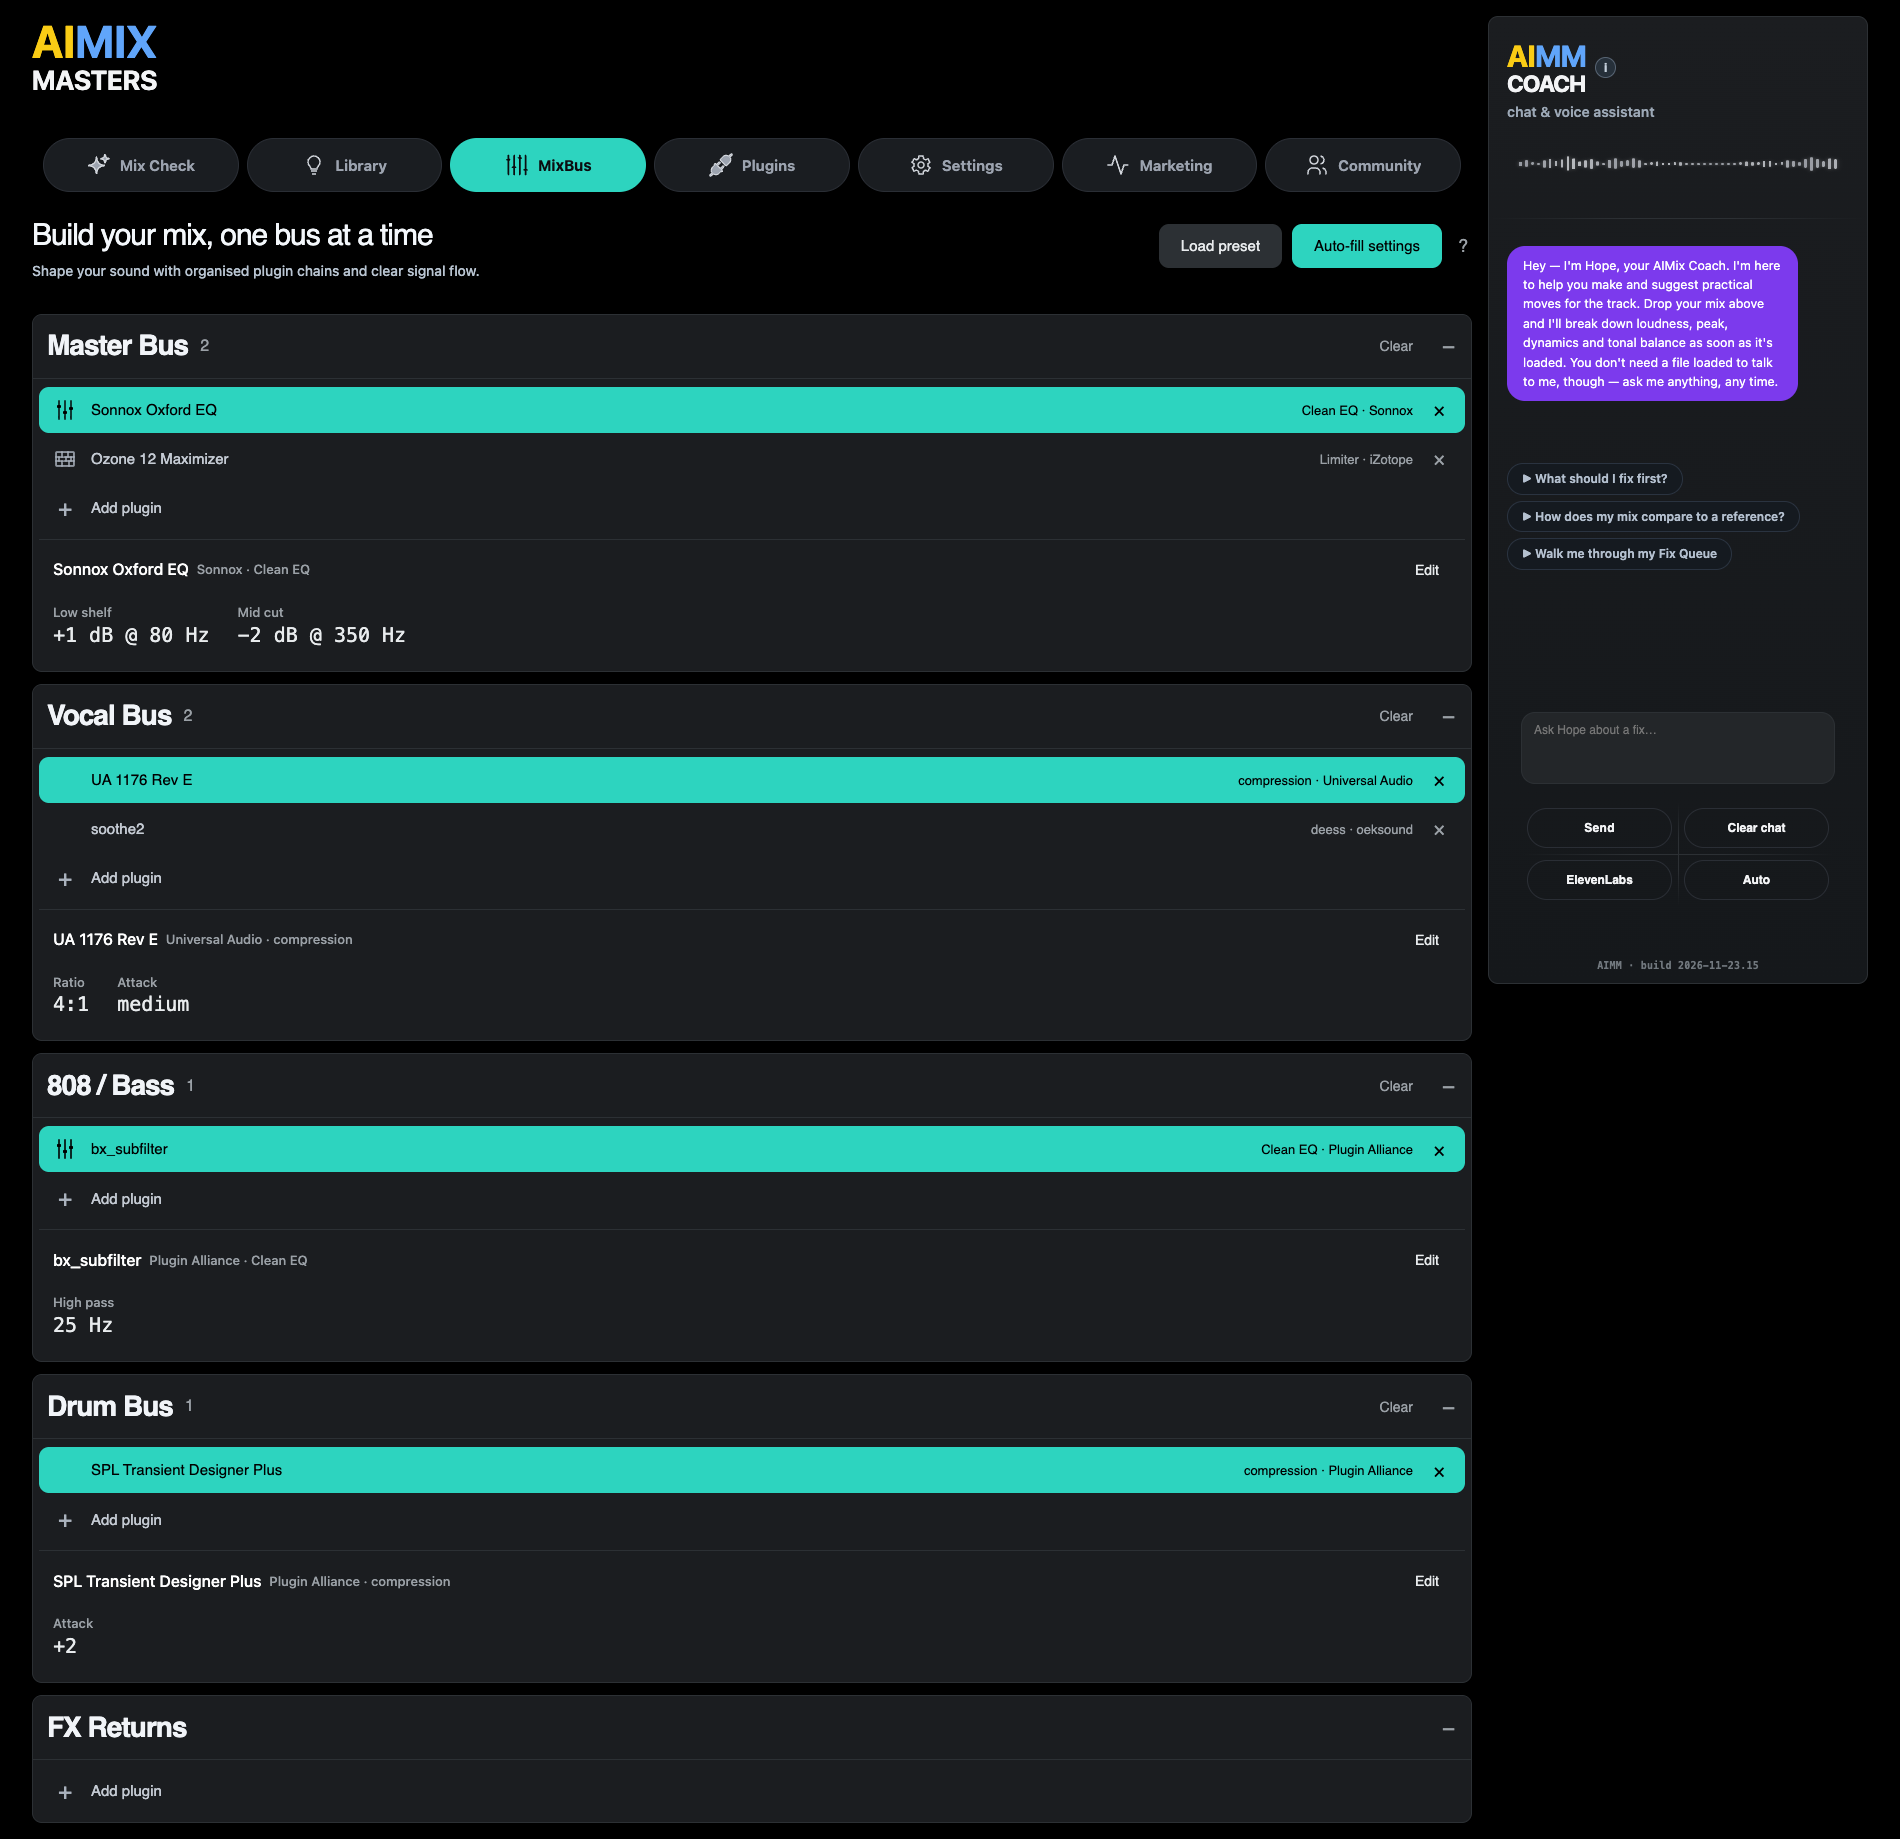 AIMIX
MASTERS
Mix Check
Library
MixBus
Plugins
Settings
Marketing
Community
Build your mix, one bus at a time
Shape your sound with organised plugin chains and clear signal flow.
Load preset
Auto-fill settings
?
Master Bus 2
Clear
Sonnox Oxford EQ
Clean EQ · Sonnox
Ozone 12 Maximizer
Limiter · iZotope
Add plugin
Sonnox Oxford EQ Sonnox · Clean EQ
Edit
Low shelf
+1 dB @ 80 Hz
Mid cut
−2 dB @ 350 Hz
Vocal Bus 2
Clear
UA 1176 Rev E
compression · Universal Audio
soothe2
deess · oeksound
Add plugin
UA 1176 Rev E Universal Audio · compression
Edit
Ratio
4:1
Attack
medium
808 / Bass 1
Clear
bx_subfilter
Clean EQ · Plugin Alliance
Add plugin
bx_subfilter Plugin Alliance · Clean EQ
Edit
High pass
25 Hz
Drum Bus 1
Clear
SPL Transient Designer Plus
compression · Plugin Alliance
Add plugin
SPL Transient Designer Plus Plugin Alliance · compression
Edit
Attack
+2
FX Returns
Add plugin
AIMM
COACH
i
chat & voice assistant
Hey — I'm Hope, your AIMix Coach. I'm here
to help you make and suggest practical
moves for the track. Drop your mix above
and I'll break down loudness, peak,
dynamics and tonal balance as soon as it's
loaded. You don't need a file loaded to talk
to me, though — ask me anything, any time.
What should I fix first?
How does my mix compare to a reference?
Walk me through my Fix Queue
Ask Hope about a fix...
Send
Clear chat
ElevenLabs
Auto
AIMM · build 2026-11-23.15